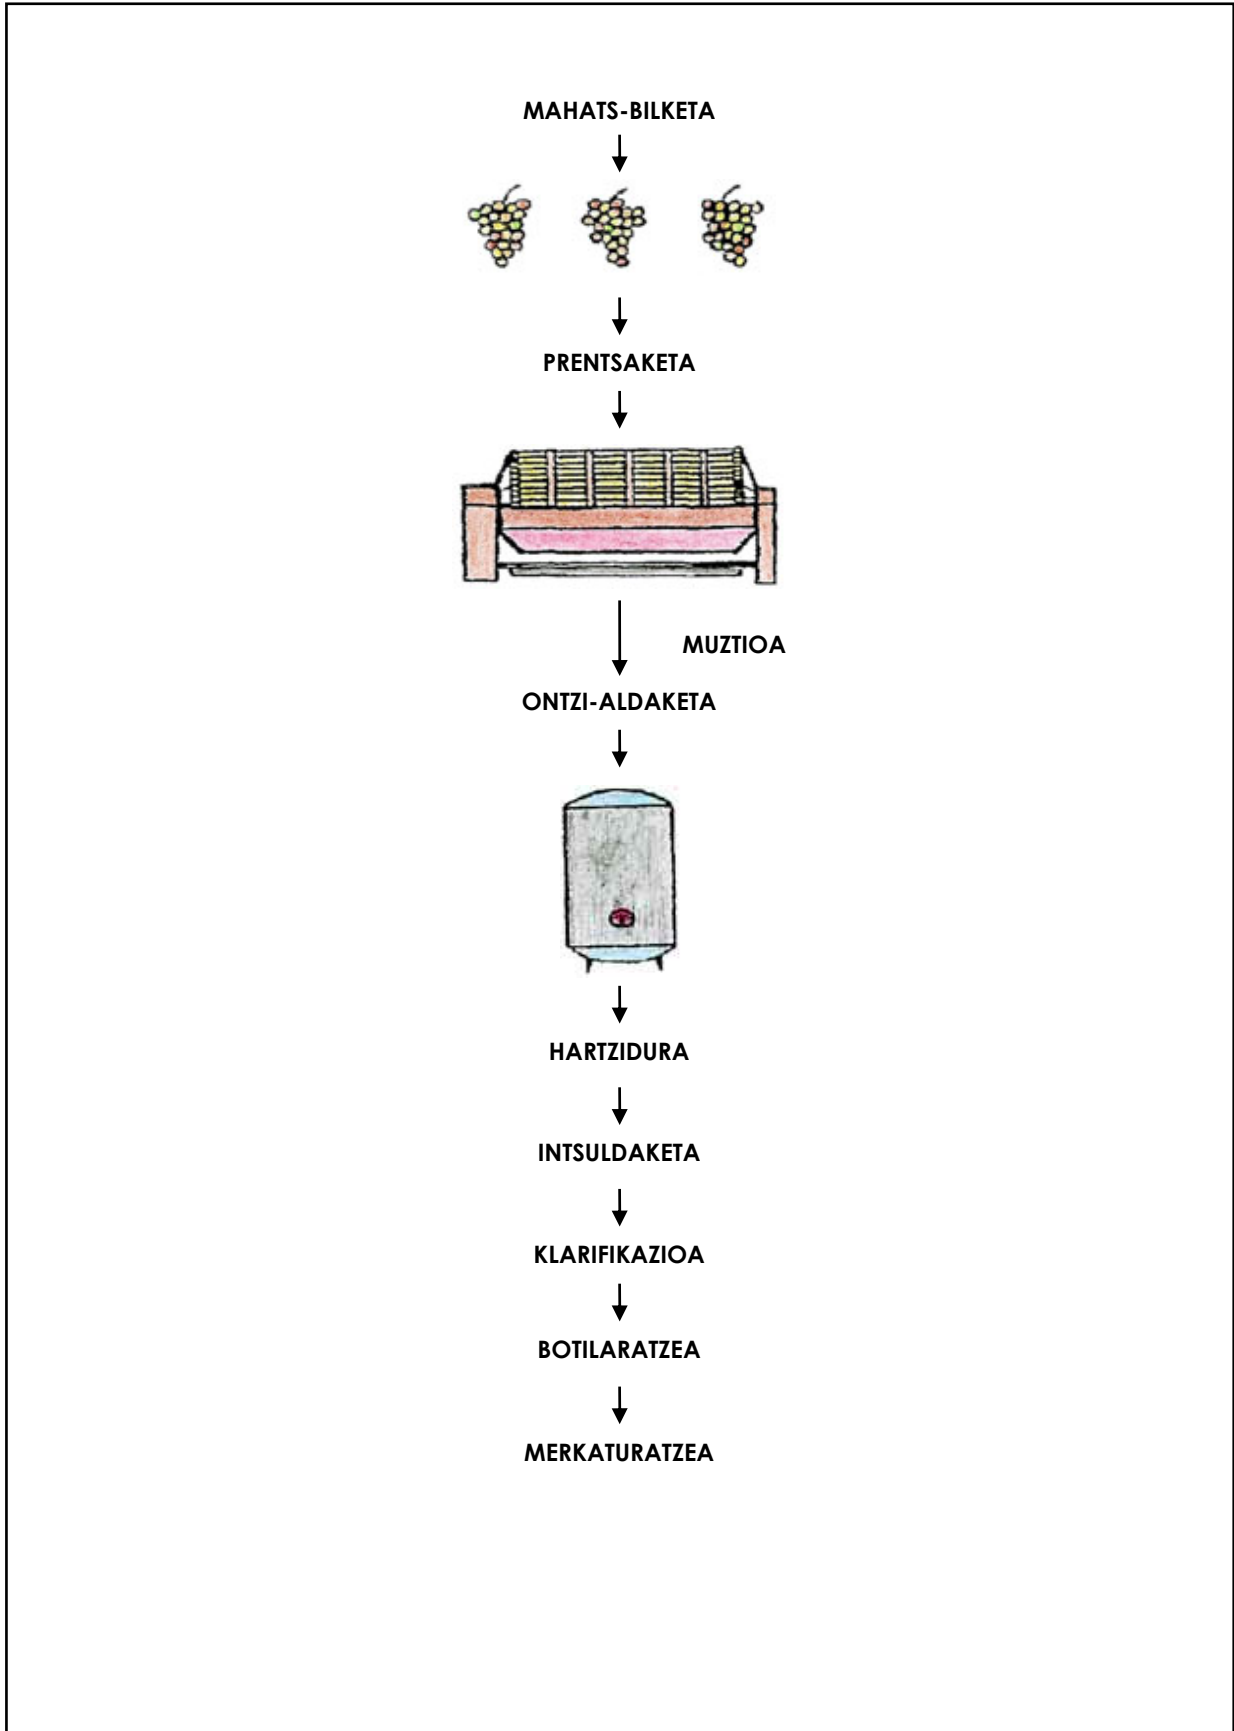 MAHATS-BILKETA
PRENTSAKETA
MUZTIOA
ONTZI-ALDAKETA
HARTZIDURA
INTSULDAKETA
KLARIFIKAZIOA
BOTILARATZEA
MERKATURATZEA